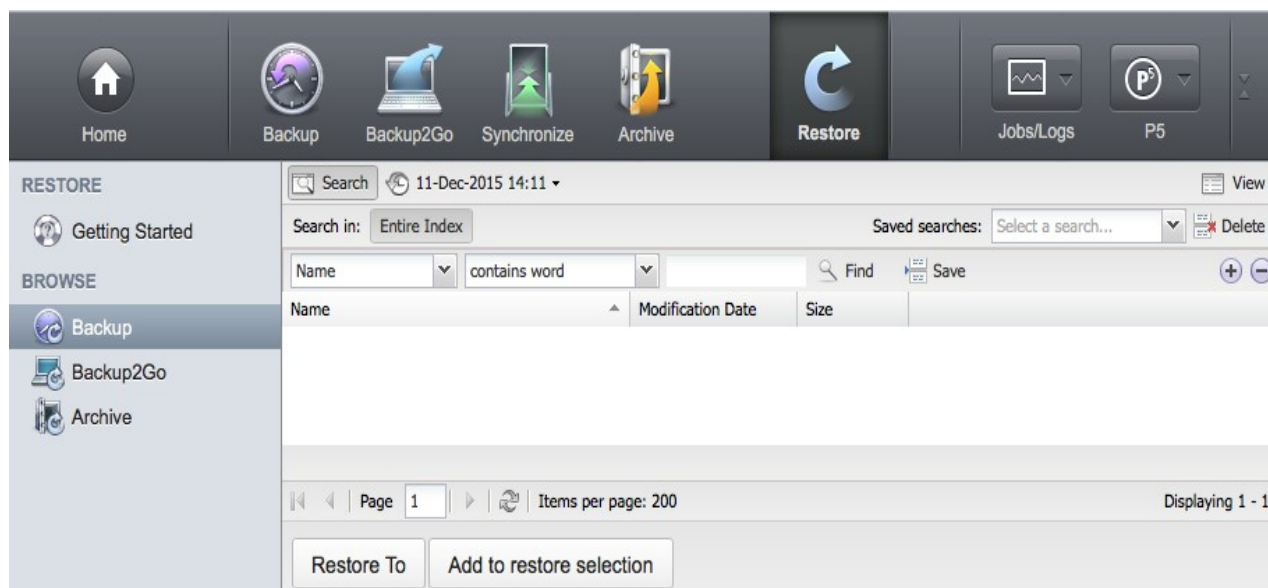 Home Backup Backup2Go Synchronize Archive Restore Jobs/Logs P5 P5
RESTORE
Getting Started
BROWSE
Backup
Backup2Go
Archive
Search 11-Dec-2015 14:11 View
Search in: Entire Index Saved searches: Select a search... Delete
Name contains word Find Save
Name Modification Date Size
Page 1 Items per page: 200 Displaying 1 - 1
Restore To Add to restore selection